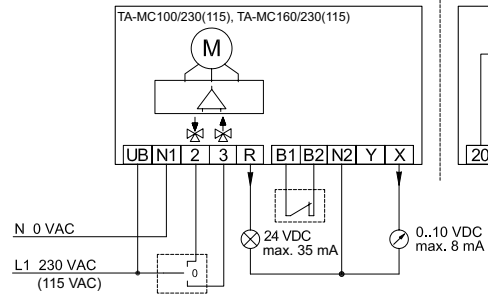 TA-MC100/230(115), TA-MC160/230(115)
M
UB N1 2 3 R B1 B2 N2 Y X
20
N 0 VAC
24 VDC
max. 35 mA
0..10 VDC
max. 8 mA
L1 230 VAC
(115 VAC)
0